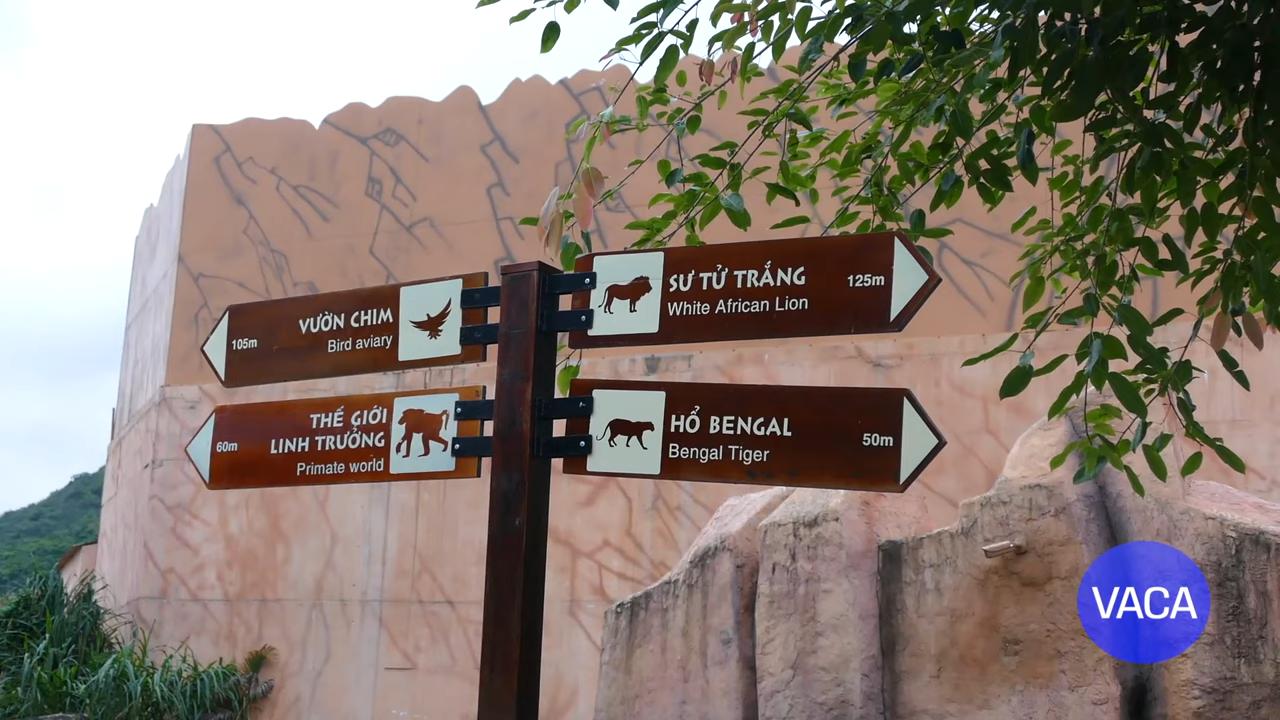 VƯỜN CHIM
Bird aviary
105m
SƯ TỬ TRẮNG
White African Lion
125m
THẾ GIỚI
LINH TRƯỞNG
Primate world
60m
HỔ BENGAL
Bengal Tiger
50m
VACA